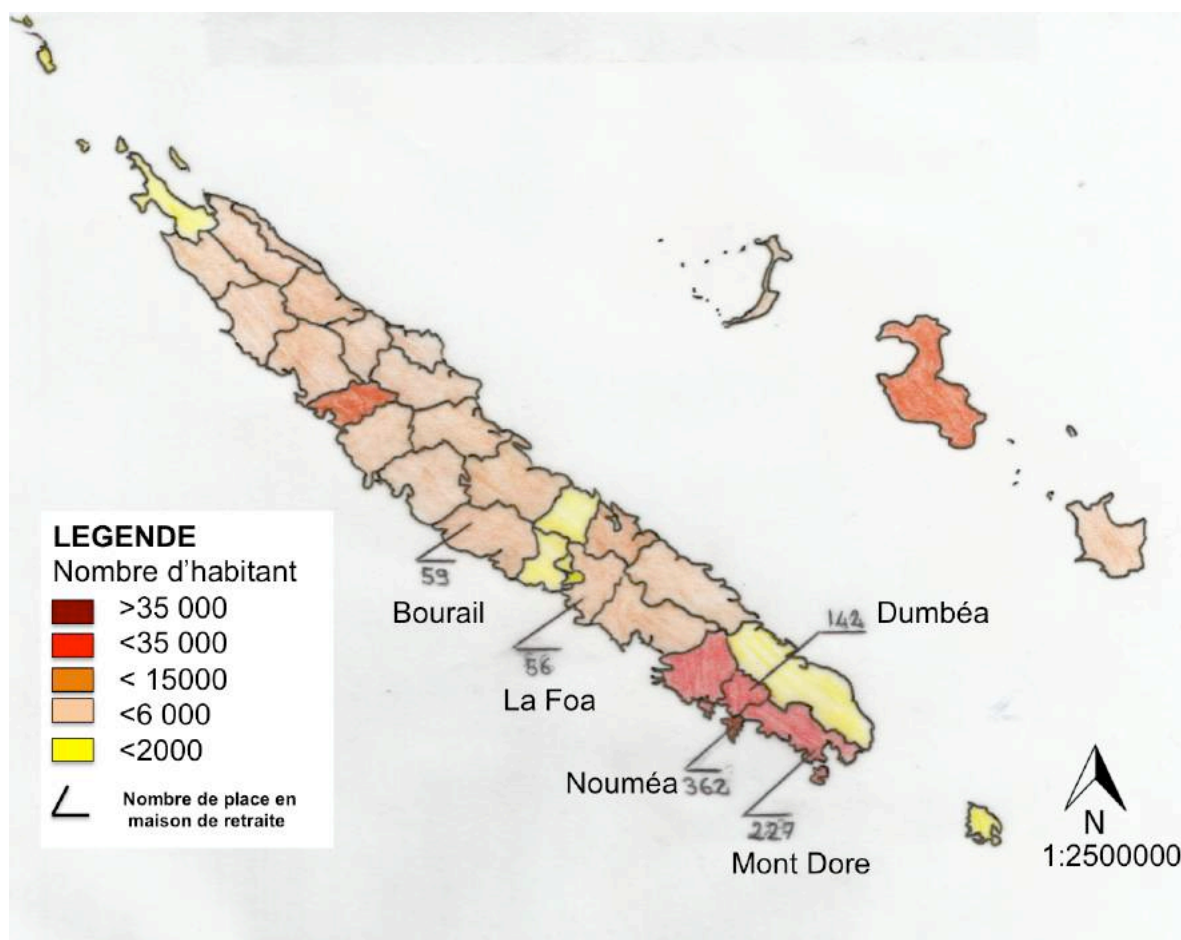 59
Bourail
56
La Foa
142
Dumbéa
Nouméa 362
227
Mont Dore
LEGENDE
Nombre d'habitant
>35 000
<35 000
< 15000
<6 000
<2000
Nombre de place en
maison de retraite
N
1:2500000